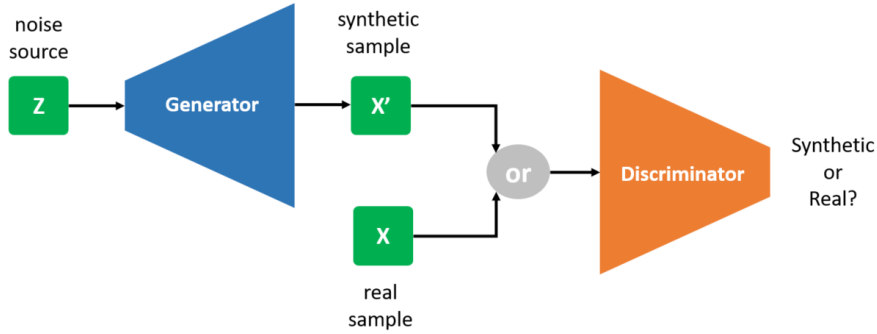 noise
source
Z
Generator
synthetic
sample
X’
X
real
sample
or
Discriminator
Synthetic
or
Real?